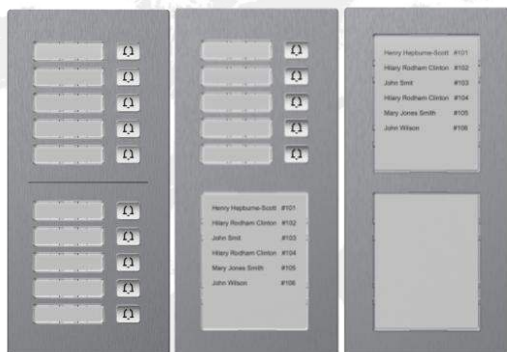 Henry Hepburne-Scott #101
Hilary Rodham Clinton #102
John Smit #103
Hilary Rodham Clinton #104
Mary Jones Smith #105
John Wilson #106
Henry Hepburne-Scott #101
Hilary Rodham Clinton #102
John Smit #103
Hilary Rodham Clinton #104
Mary Jones Smith #105
John Wilson #106